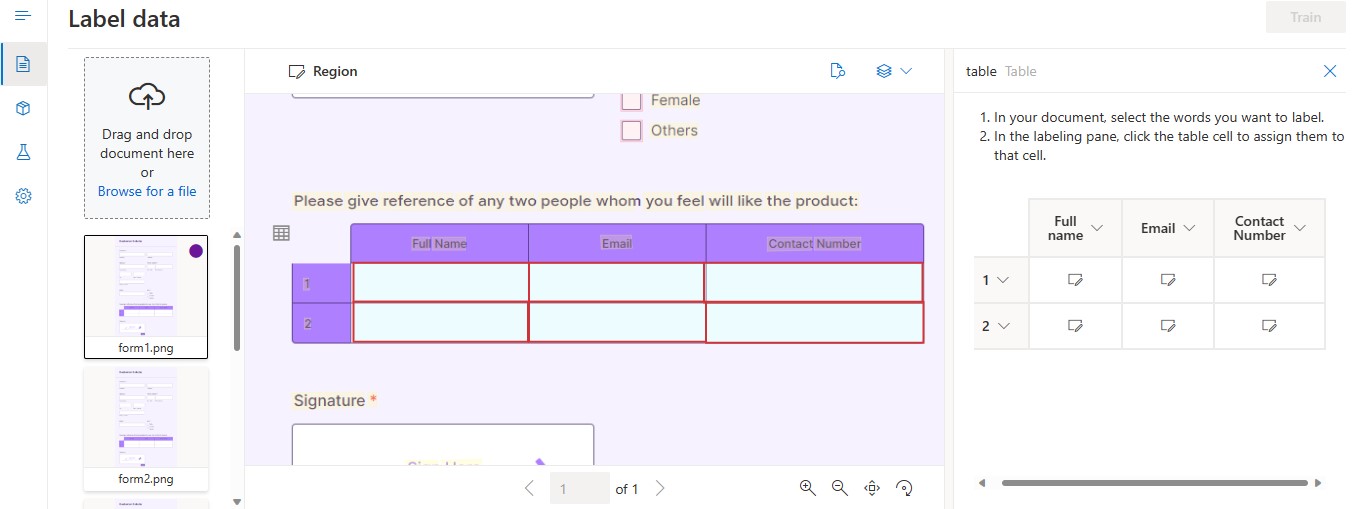 Label data
Train
Drag and drop
document here
or
Browse for a file
form1.png
form2.png
Region
Female
Others
Please give reference of any two people whom you feel will like the product:
Full Name Email Contact Number
1
2
Signature *
1 of 1
table Table
1. In your document, select the words you want to label.
2. In the labeling pane, click the table cell to assign them to
that cell.
Full name Email Contact Number
1
2